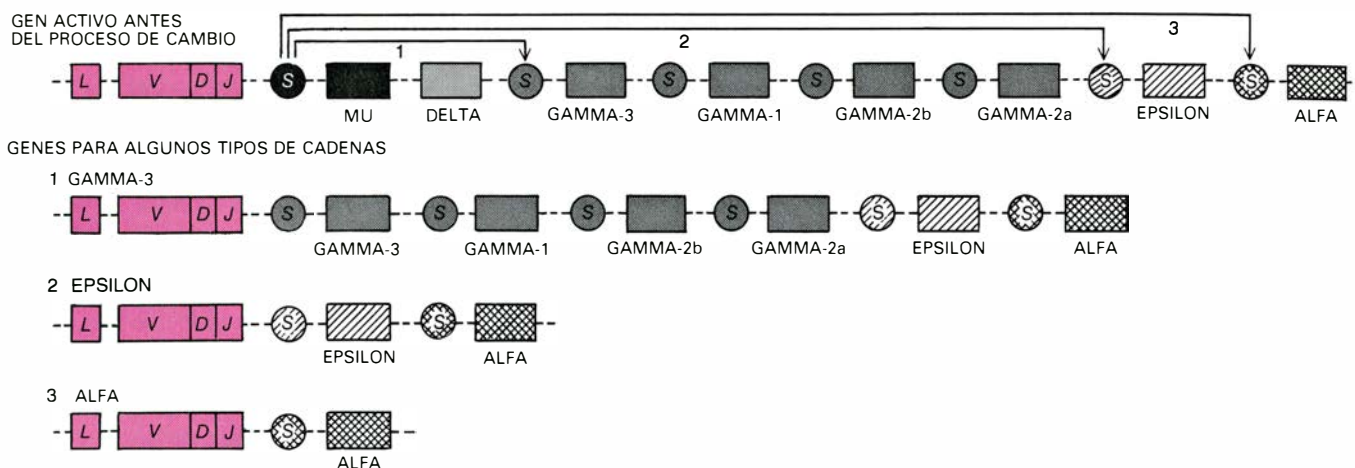 GEN ACTIVO ANTES
DEL PROCESO DE CAMBIO
1 2 3
L V D J S S S S S S S
MU DELTA GAMMA-3 GAMMA-1 GAMMA-2b GAMMA-2a EPSILON ALFA
GENES PARA ALGUNOS TIPOS DE CADENAS
1 GAMMA-3
L V D J S S S S S S
GAMMA-3 GAMMA-1 GAMMA-2b GAMMA-2a EPSILON ALFA
2 EPSILON
L V D J S S
EPSILON ALFA
3 ALFA
L V D J S
ALFA